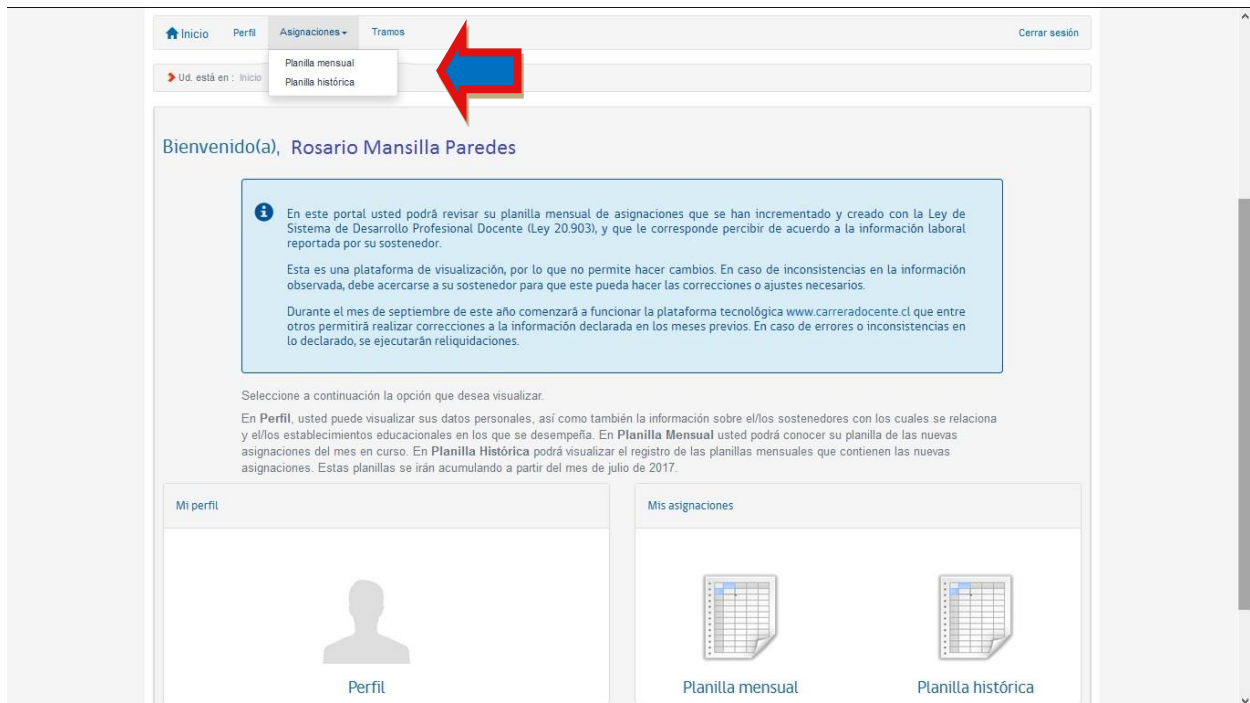 Inicio Perfil Asignaciones Tramos Cerrar sesión
Planilla mensual
Planilla histórica
Ud. está en : Inicio
Bienvenido(a), Rosario Mansilla Paredes
En este portal usted podrá revisar su planilla mensual de asignaciones que se han incrementado y creado con la Ley de
Sistema de Desarrollo Profesional Docente (Ley 20.903), y que le corresponde percibir de acuerdo a la información laboral
reportada por su sostenedor.
Esta es una plataforma de visualización, por lo que no permite hacer cambios. En caso de inconsistencias en la información
observada, debe acercarse a su sostenedor para que este pueda hacer las correcciones o ajustes necesarios.
Durante el mes de septiembre de este año comenzará a funcionar la plataforma tecnológica www.carreradocente.cl que entre
otros permitirá realizar correcciones a la información declarada en los meses previos. En caso de errores o inconsistencias en
lo declarado, se ejecutarán reliquidaciones.
Seleccione a continuación la opción que desea visualizar.
En Perfil, usted puede visualizar sus datos personales, así como también la información sobre el/los sostenedores con los cuales se relaciona
y el/los establecimientos educacionales en los que se desempeña. En Planilla Mensual usted podrá conocer su planilla de las nuevas
asignaciones del mes en curso. En Planilla Histórica podrá visualizar el registro de las planillas mensuales que contienen las nuevas
asignaciones. Estas planillas se irán acumulando a partir del mes de julio de 2017.
Mi perfil
Mis asignaciones
Perfil
Planilla mensual
Planilla histórica